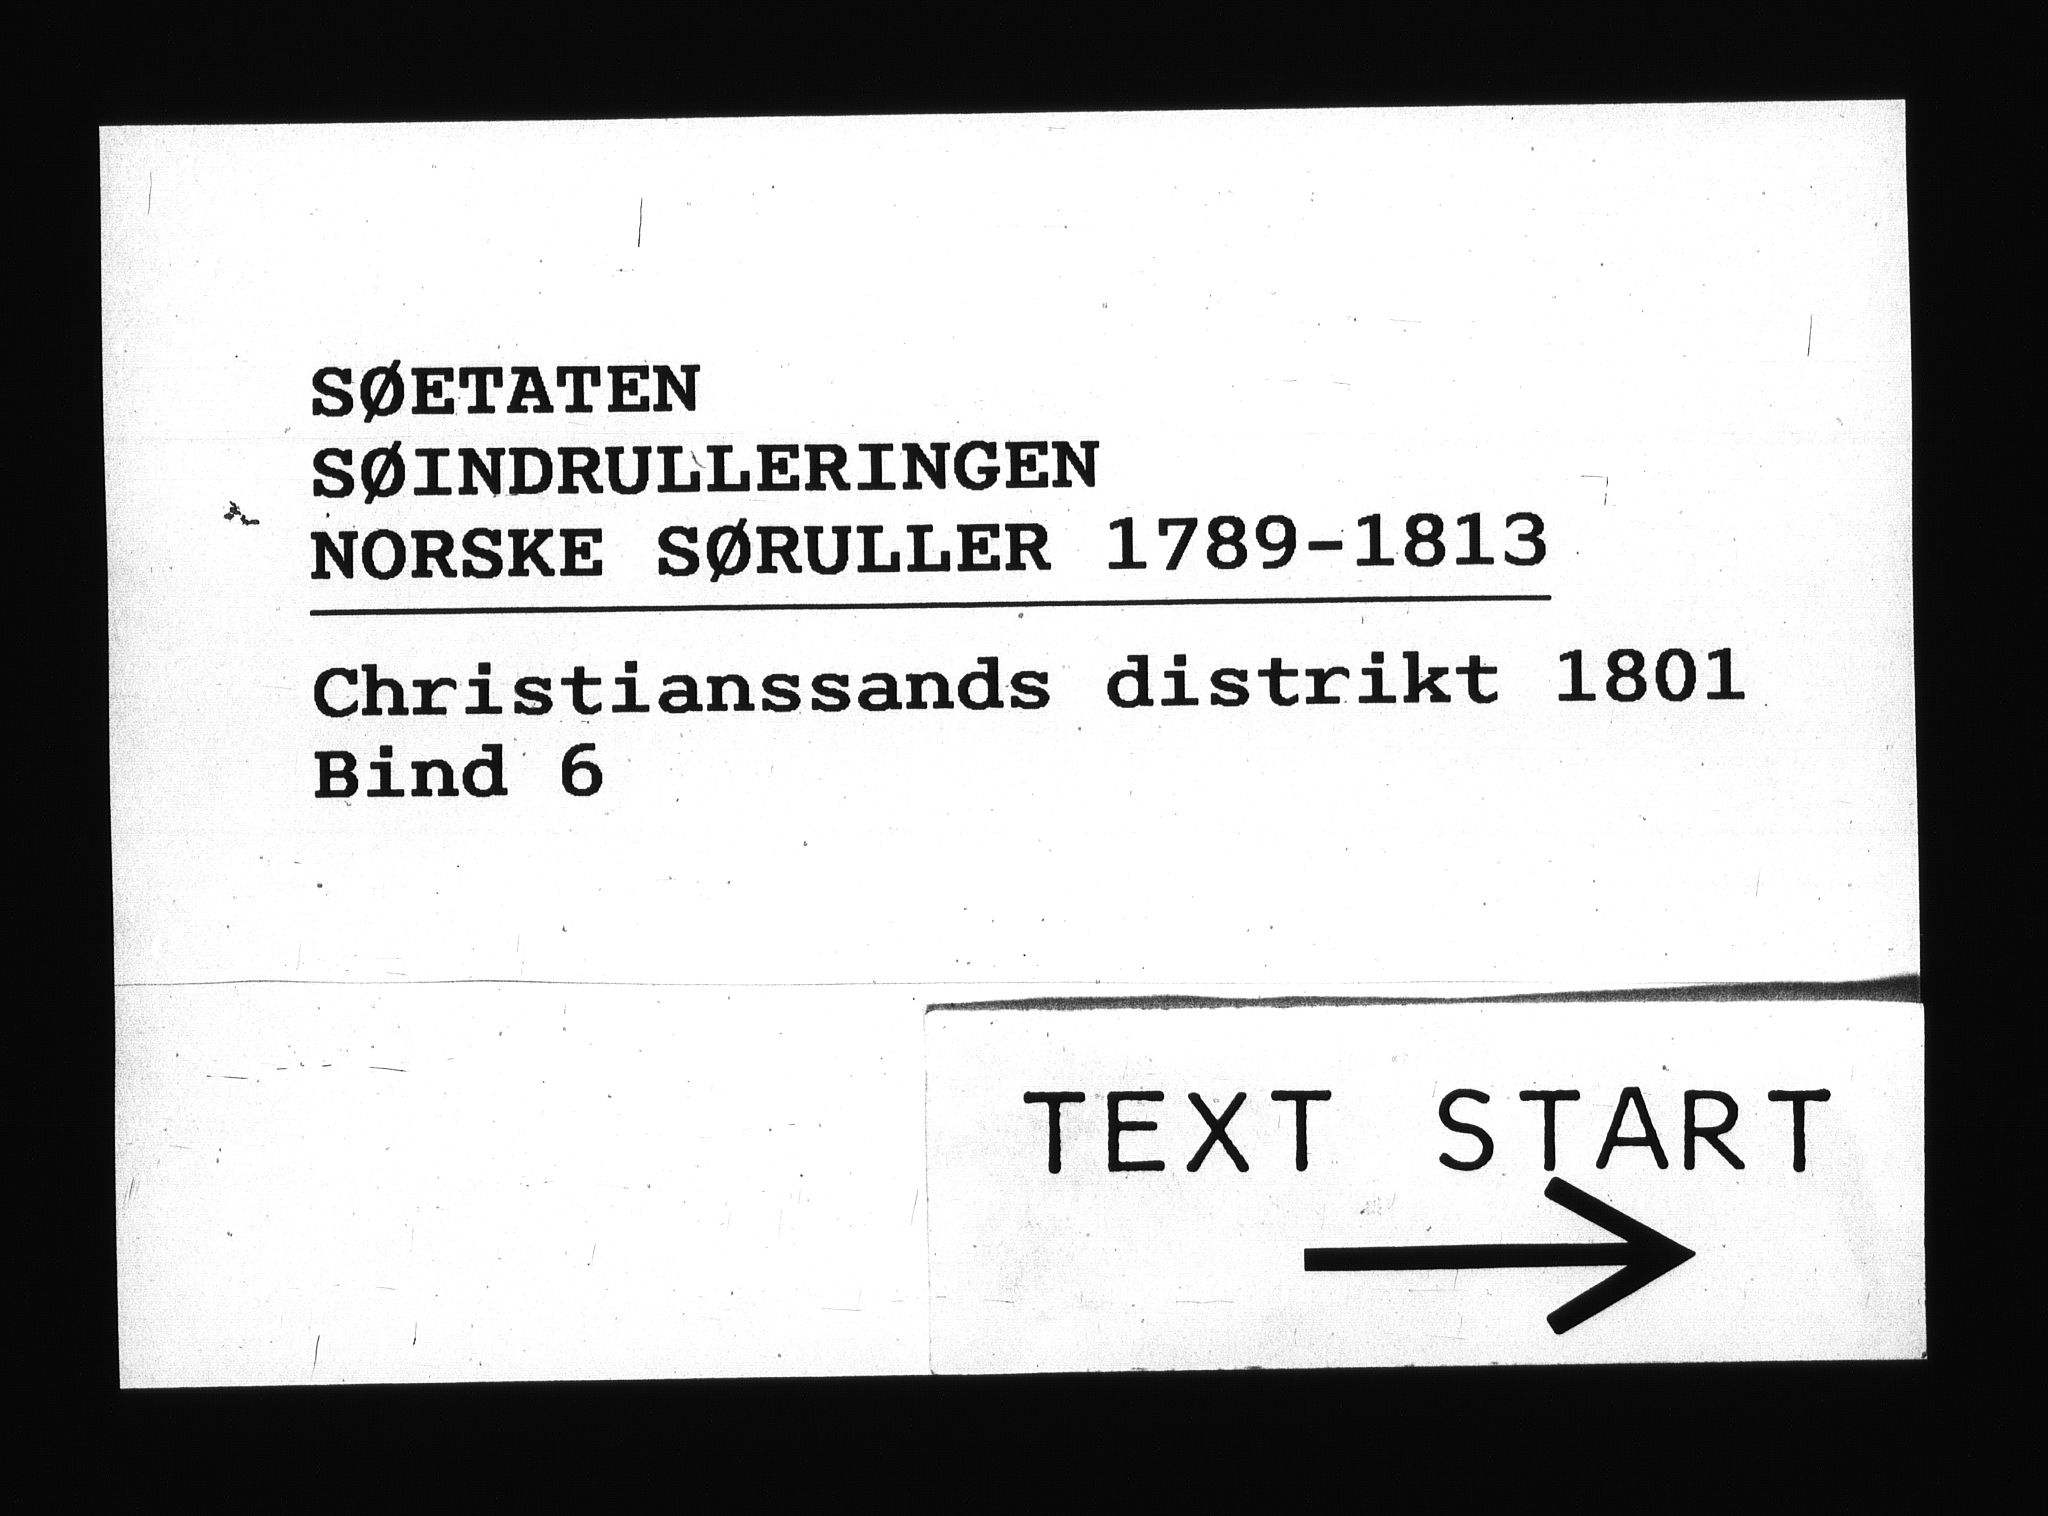 SØETATEN
SØINDRULLERINGEN
NORSKE SØRULLER 1789-1813
Christianssands distrikt 1801
Bind 6
TEXT START